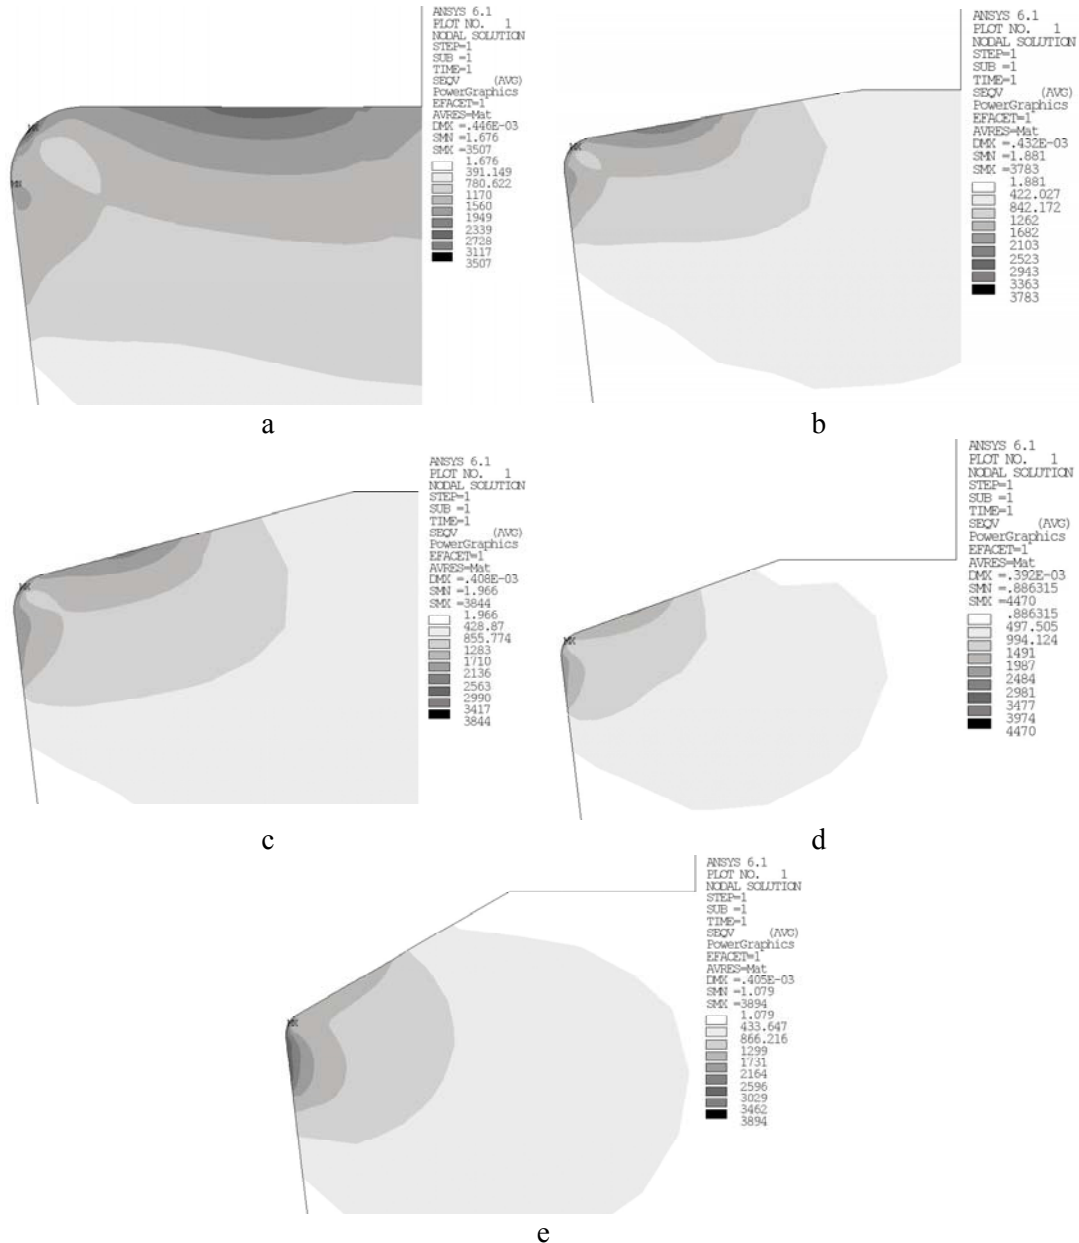 ANSYS 6.1
PLOT NO. 1
NODAL SOLUTION
STEP=1
SUB =1
TIME=1
SEQV (AVG)
PowerGraphics
EFACET=1
AVRES=Mat
DMX =.446E-03
SMN =1.676
SMX =3507
1.676
391.149
780.622
1170
1560
1949
2339
2728
3117
3507
MX
MN
a
ANSYS 6.1
PLOT NO. 1
NODAL SOLUTION
STEP=1
SUB =1
TIME=1
SEQV (AVG)
PowerGraphics
EFACET=1
AVRES=Mat
DMX =.432E-03
SMN =1.881
SMX =3783
1.881
422.027
842.172
1262
1682
2103
2523
2943
3363
3783
MX
b
ANSYS 6.1
PLOT NO. 1
NODAL SOLUTION
STEP=1
SUB =1
TIME=1
SEQV (AVG)
PowerGraphics
EFACET=1
AVRES=Mat
DMX =.408E-03
SMN =1.966
SMX =3844
1.966
428.87
855.774
1283
1710
2136
2563
2990
3417
3844
MX
c
ANSYS 6.1
PLOT NO. 1
NODAL SOLUTION
STEP=1
SUB =1
TIME=1
SEQV (AVG)
PowerGraphics
EFACET=1
AVRES=Mat
DMX =.392E-03
SMN =.886315
SMX =4470
.886315
497.505
994.124
1491
1987
2484
2981
3477
3974
4470
MX
d
ANSYS 6.1
PLOT NO. 1
NODAL SOLUTION
STEP=1
SUB =1
TIME=1
SEQV (AVG)
PowerGraphics
EFACET=1
AVRES=Mat
DMX =.405E-03
SMN =1.079
SMX =3894
1.079
433.647
866.216
1299
1731
2164
2596
3029
3462
3894
MX
e